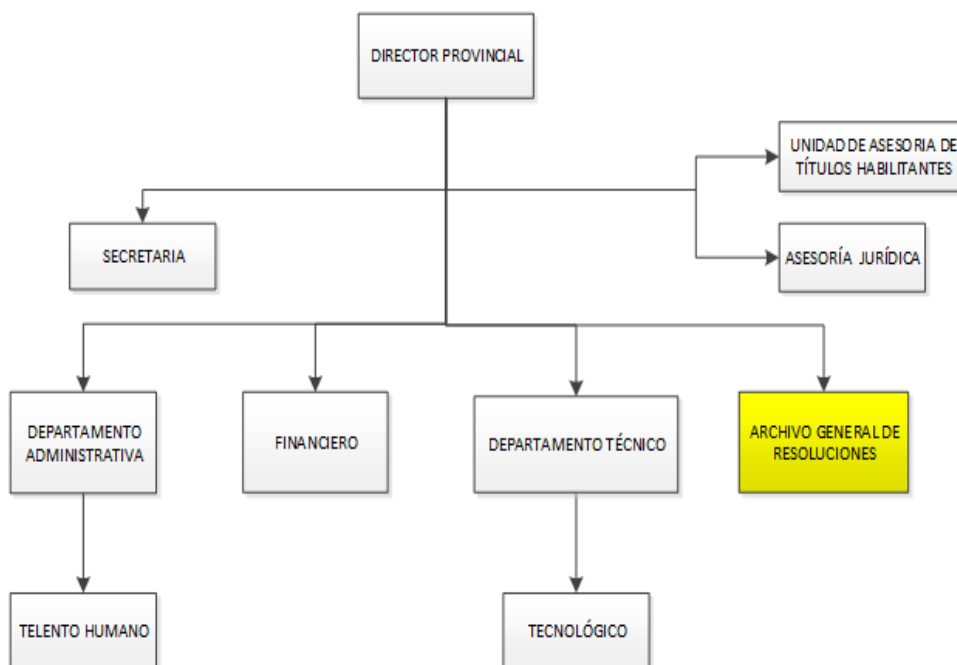 DIRECTOR PROVINCIAL
UNIDAD DE ASESORIA DE
TÍTULOS HABILITANTES
SECRETARIA
ASESORÍA JURÍDICA
DEPARTAMENTO
ADMINISTRATIVA
FINANCIERO
DEPARTAMENTO TÉCNICO
ARCHIVO GENERAL DE
RESOLUCIONES
TELENTO HUMANO
TECNOLÓGICO